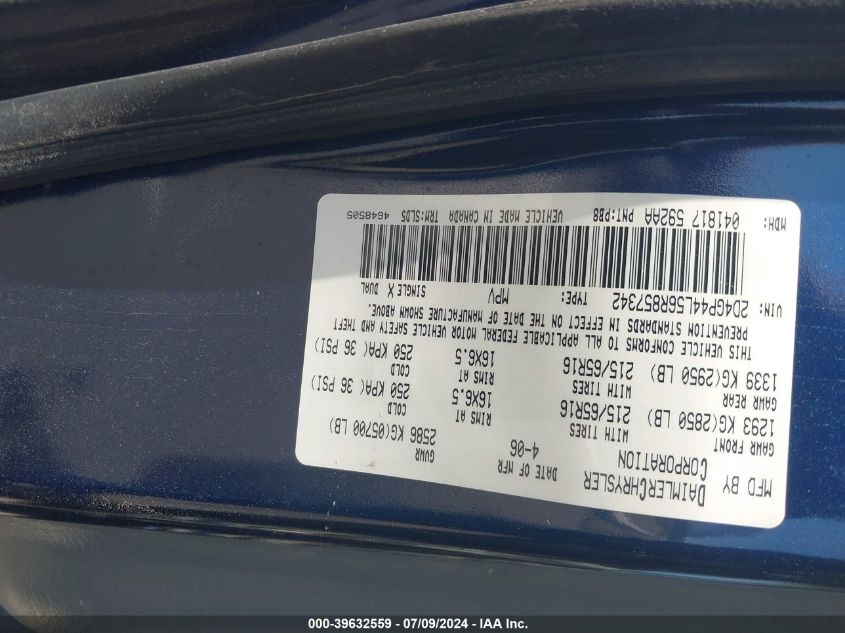 MFD BY DAIMLERCHRYSLER CORPORATION DATE OF MFR 4-06 GVWR 2586 KG(05700 LB)
GAWR FRONT WITH TIRES RIMS AT COLD
1293 KG(2850 LB) 215/65R16 16X6.5 250 KPA(36 PSI)
GAWR REAR WITH TIRES RIMS AT COLD
1339 KG(2950 LB) 215/65R16 16X6.5 250 KPA(36 PSI)
THIS VEHICLE CONFORMS TO ALL APPLICABLE FEDERAL MOTOR VEHICLE SAFETY AND THEFT
PREVENTION STANDARDS IN EFFECT ON THE DATE OF MANUFACTURE SHOWN ABOVE.
VIN: 2D4GP44L56R857342 TYPE: MPV SINGLE X DUAL
MDH: 041817 592AA PNT:PB8 VEHICLE MADE IN CANADA TRM:SLD5 4648505
000-39632559 / 07/09/2024 - COPYRIGHT IAA, INC.